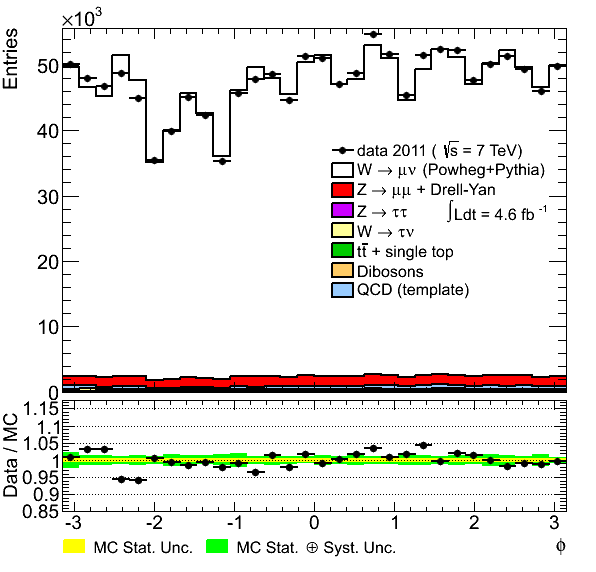 ×10³
Entries
50
40
30
20
10
0
data 2011 ( √s = 7 TeV)
W → μν (Powheg+Pythia)
Z → μμ + Drell-Yan
Z → ττ
∫Ldt = 4.6 fb⁻¹
W → τν
tt̄ + single top
Dibosons
QCD (template)
Data / MC
1.15
1.1
1.05
1
0.95
0.9
0.85
-3 -2 -1 0 1 2 3
MC Stat. Unc. MC Stat. ⊕ Syst. Unc. ϕ